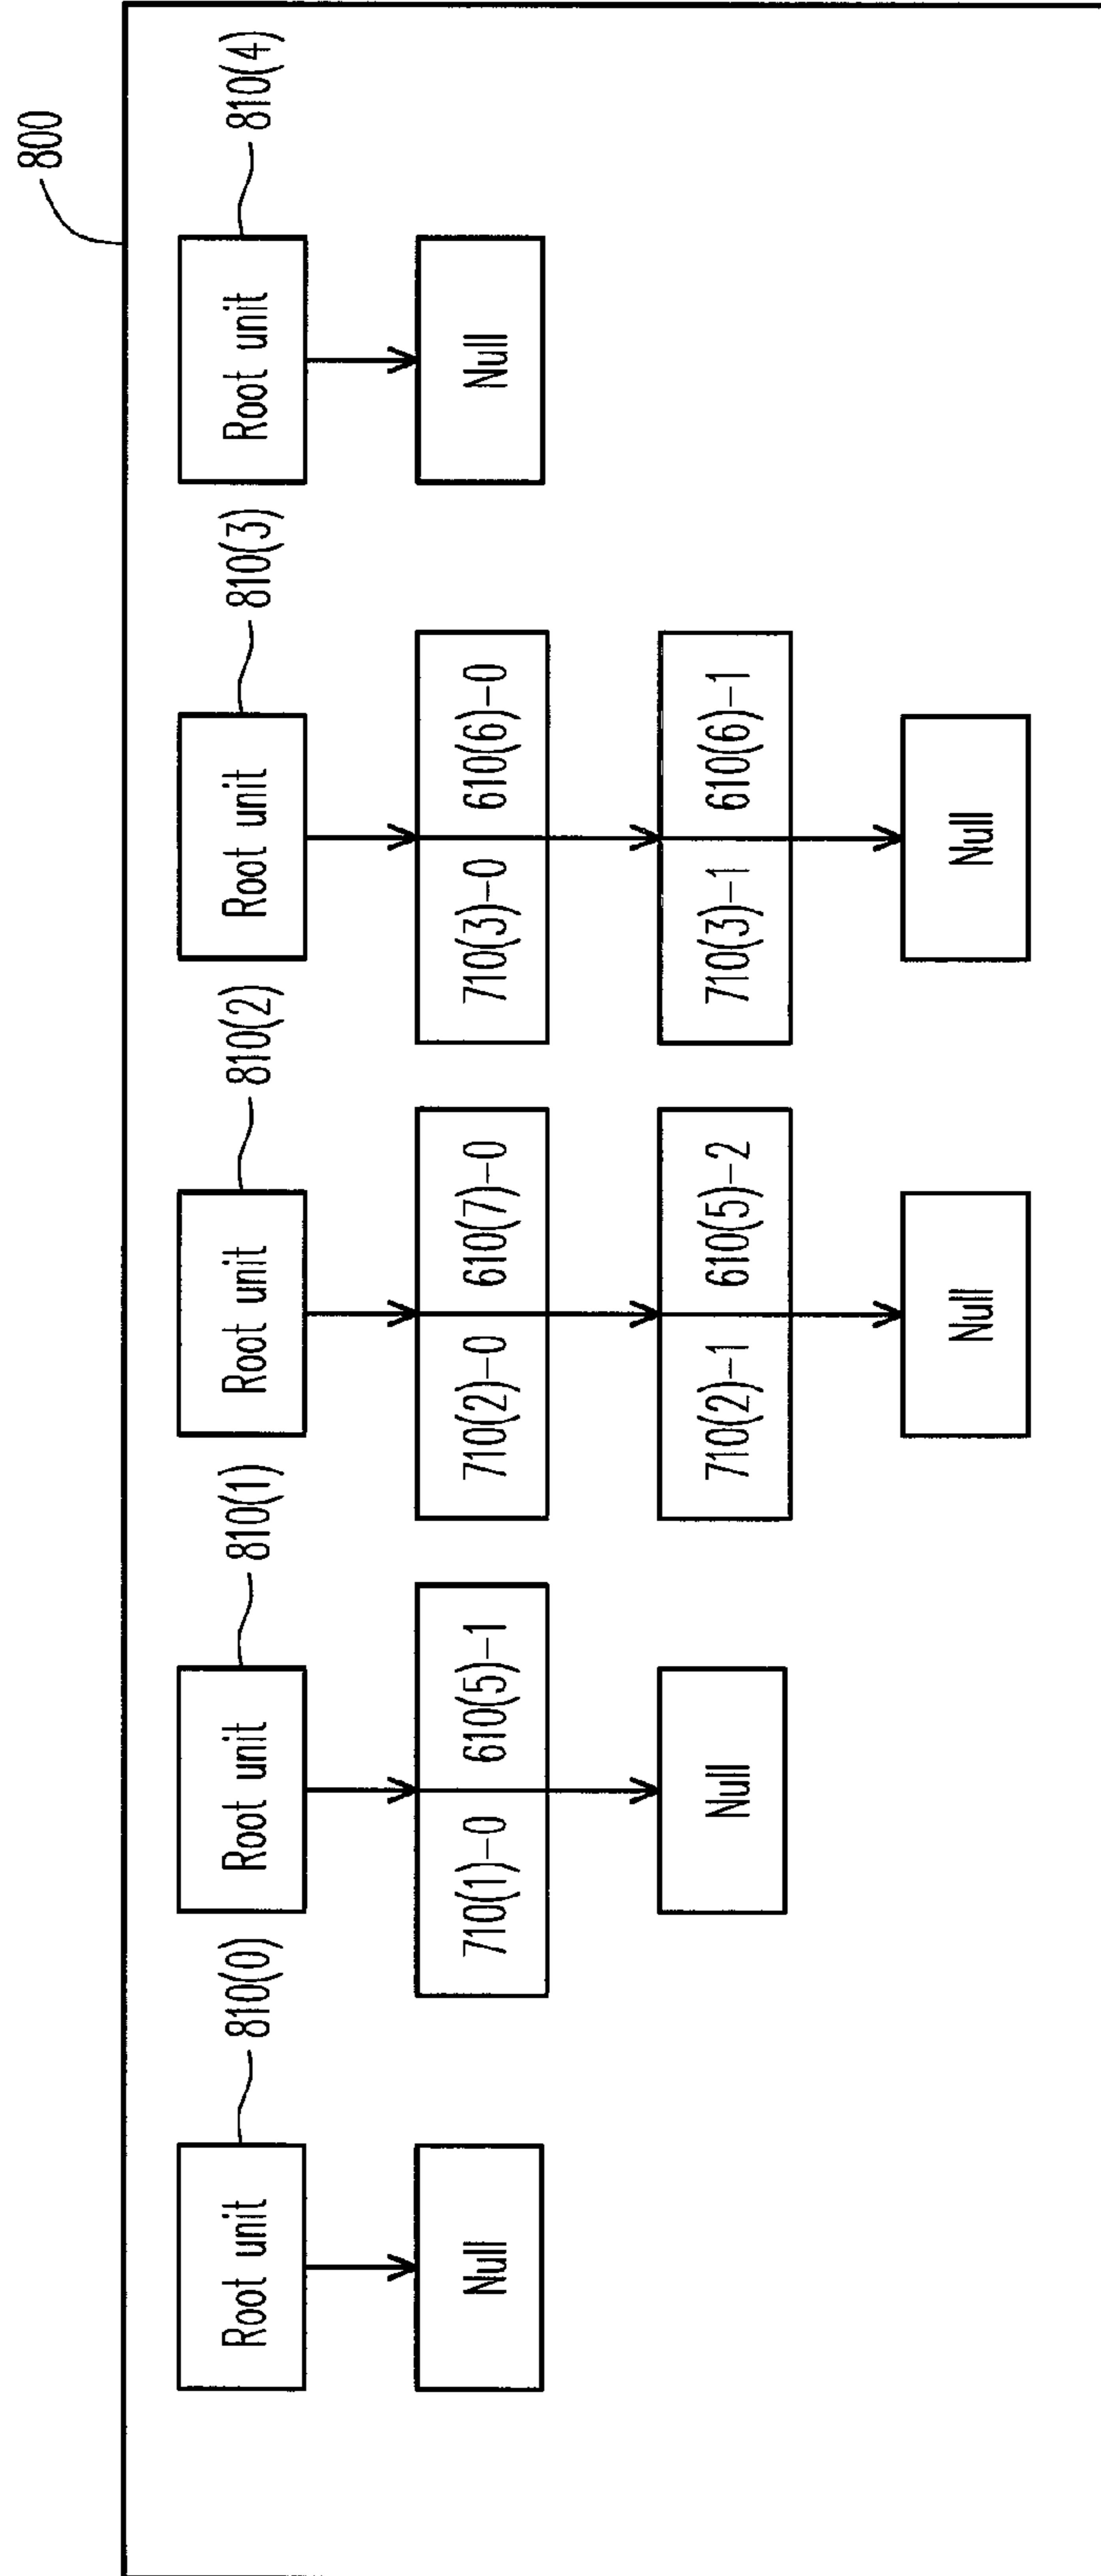 800
810(0)
810(1)
810(2)
810(3)
810(4)
Root unit
Root unit
Root unit
Root unit
Root unit
Null
710(1)-0 610(5)-1
710(2)-0 610(7)-0
710(3)-0 610(6)-0
Null
Null
710(2)-1 610(5)-2
710(3)-1 610(6)-1
Null
Null